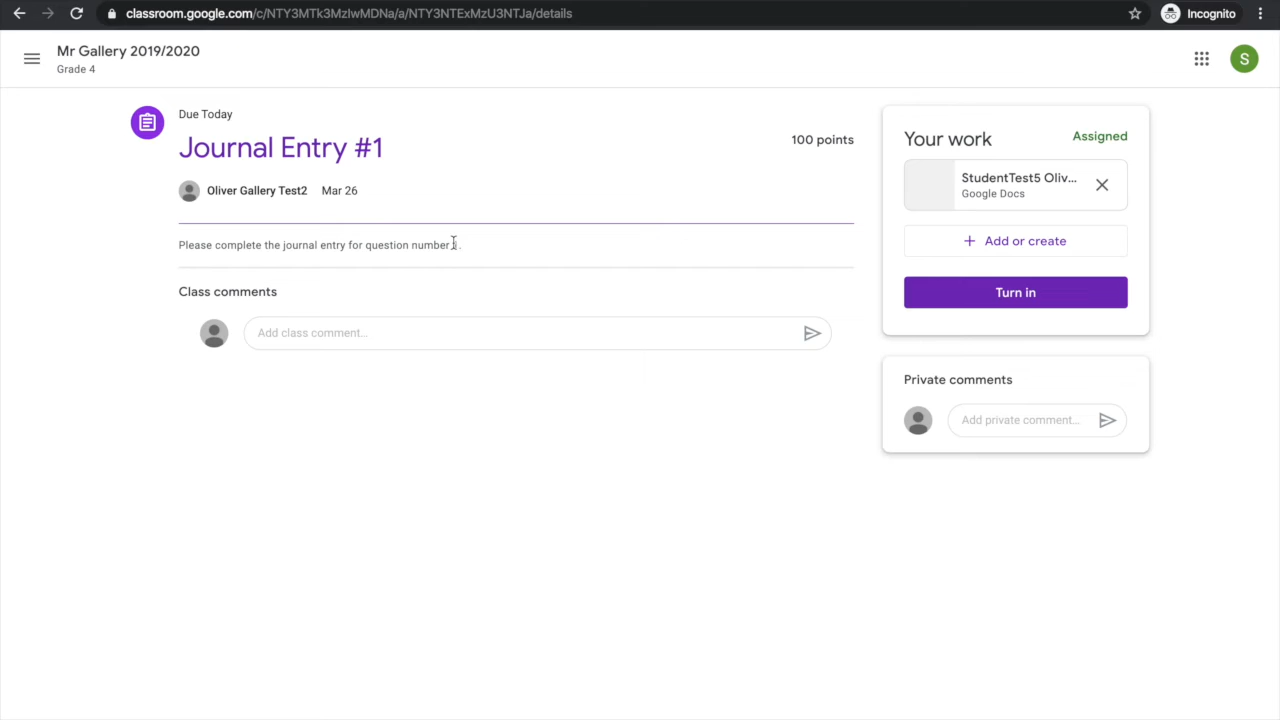 classroom.google.com/c/NTY3MTk3MzIwMDNa/a/NTY3NTExMzU3NTJa/details
Incognito
Mr Gallery 2019/2020
Grade 4
S
Due Today
Journal Entry #1
100 points
Oliver Gallery Test2 Mar 26
Please complete the journal entry for question number .
Class comments
Add class comment...
Your work
Assigned
StudentTest5 Oliv...
Google Docs
Add or create
Turn in
Private comments
Add private comment...